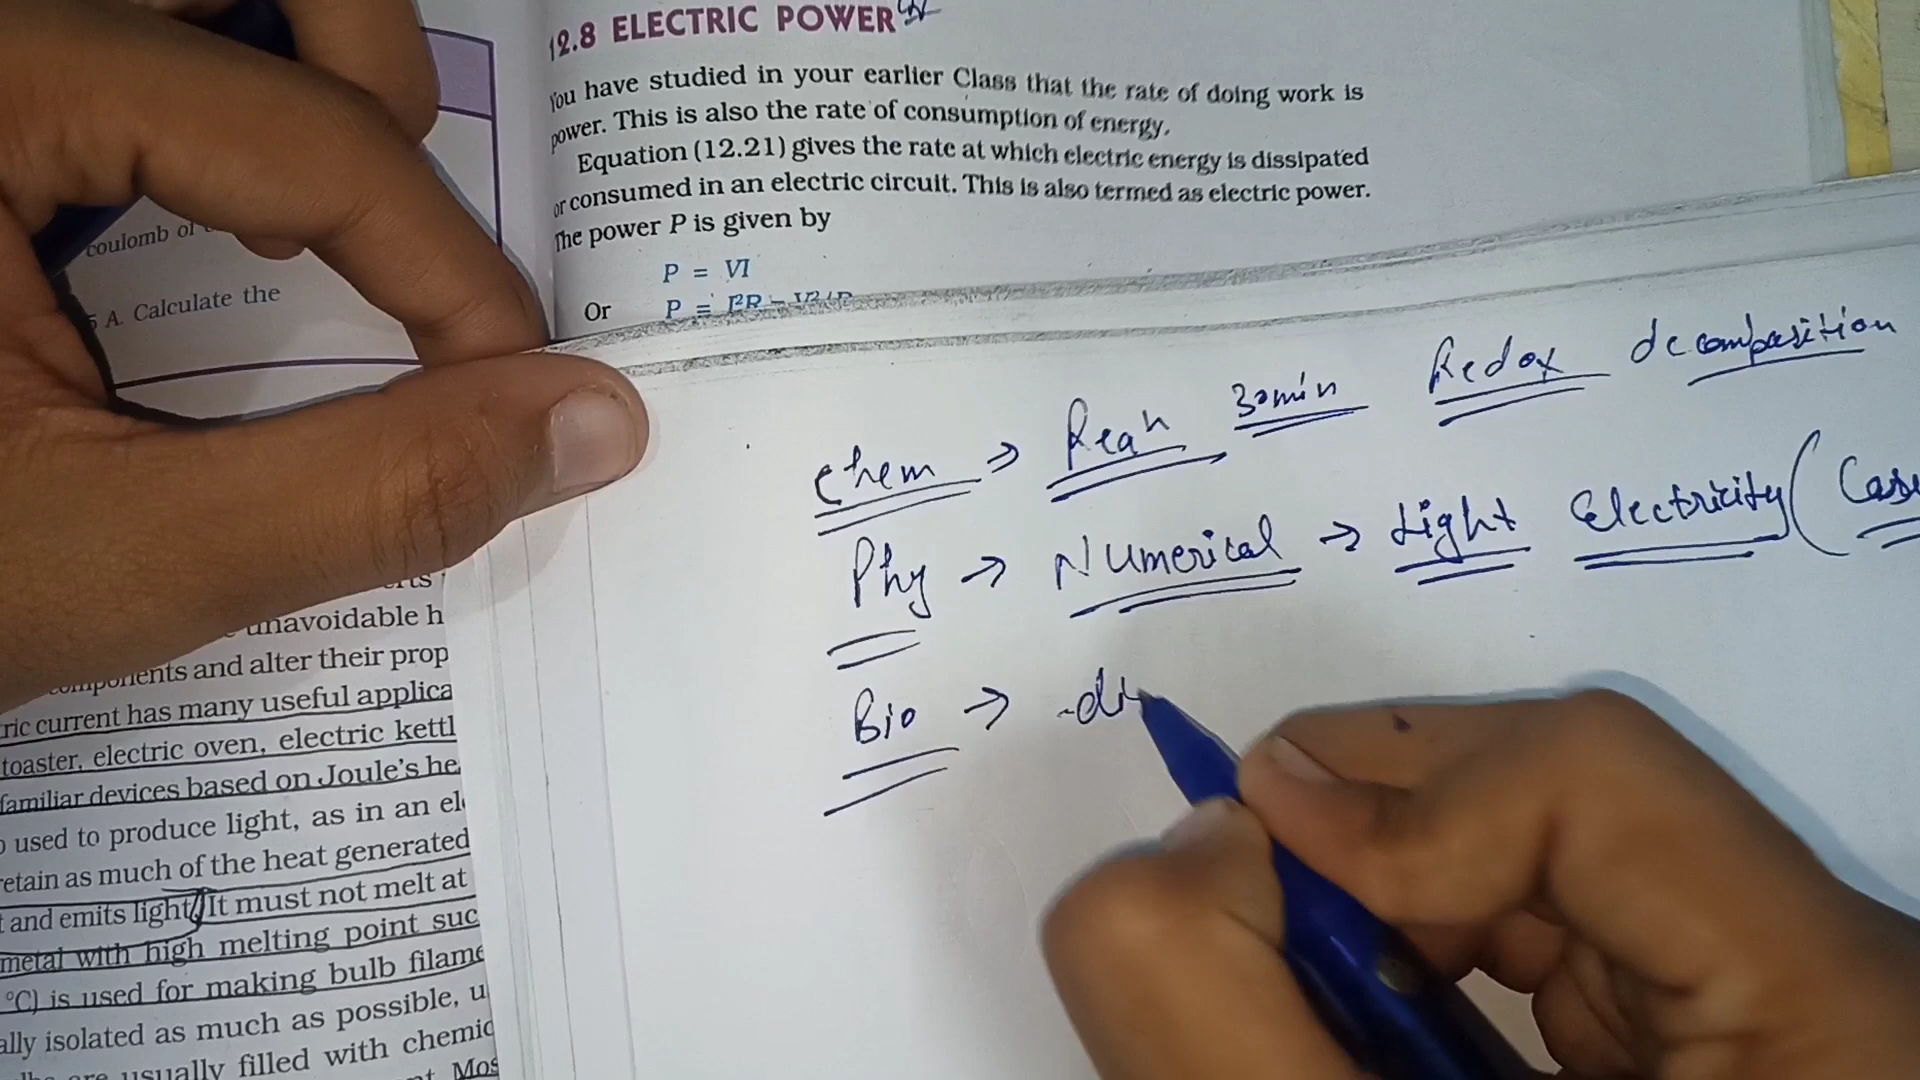 12.8 ELECTRIC POWER
You have studied in your earlier Class that the rate of doing work is
power. This is also the rate of consumption of energy.
Equation (12.21) gives the rate at which electric energy is dissipated
or consumed in an electric circuit. This is also termed as electric power.
The power P is given by
P = VI
Or P = I²R = V²/R
coulomb of
5 A. Calculate the
unavoidable h
components and alter their prop
ric current has many useful applica
toaster, electric oven, electric kettl
familiar devices based on Joule's he
o used to produce light, as in an el
retain as much of the heat generated
t and emits light. It must not melt at
metal with high melting point suc
°C) is used for making bulb filame
ally isolated as much as possible, u
usually filled with chemic
Mos
Chem → Reaⁿ 30min Redox decomposition
Phy → Numerical → Light Electricity (Case
Bio → di